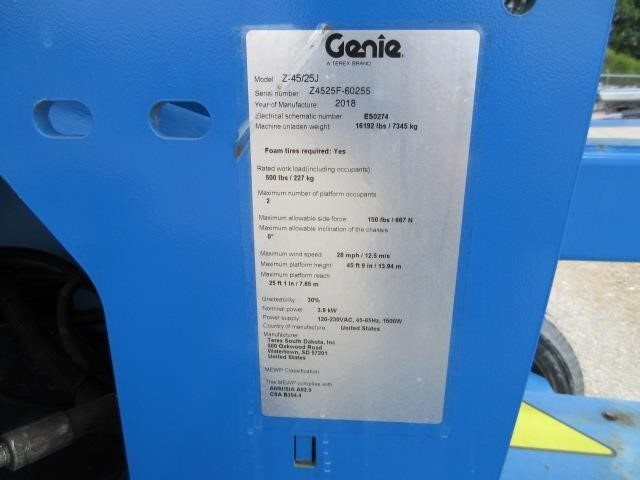 Genie
A TEREX BRAND
Model Z-45/25J
Serial number Z4525F-60255
Year of Manufacture 2018
Electrical schematic number ES0274
Machine unladen weight 16192 lbs / 7345 kg
Foam tires required: Yes
Rated work load(including occupants)
500 lbs / 227 kg
Maximum number of platform occupants
2
Maximum allowable side force 150 lbs / 667 N
Maximum allowable inclination of the chassis
0°
Maximum wind speed 28 mph / 12.5 m/s
Maximum platform height 45 ft 9 in / 13.94 m
Maximum platform reach
25 ft 1 in / 7.65 m
Gradeability 30%
Nominal power 3.9 kW
Power supply 120-230VAC, 45-65Hz, 1500W
Country of manufacture United States
Manufacturer
Terex South Dakota, Inc
500 Oakwood Road
Watertown, SD 57201
United States
MEWP Classification
This MEWP complies with
ANSI/SIA A92.5
CSA B354.4